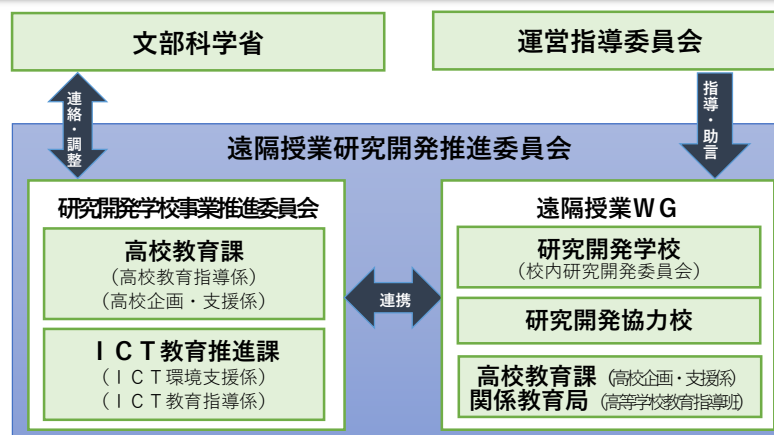 文部科学省
運営指導委員会
連絡・調整
指導・助言
遠隔授業研究開発推進委員会
研究開発学校事業推進委員会
高校教育課
（高校教育指導係）
（高校企画・支援係）
ＩＣＴ教育推進課
（ＩＣＴ環境支援係）
（ＩＣＴ教育指導係）
連携
遠隔授業ＷＧ
研究開発学校
（校内研究開発委員会）
研究開発協力校
高校教育課（高校企画・支援係）
関係教育局（高等学校教育指導班）